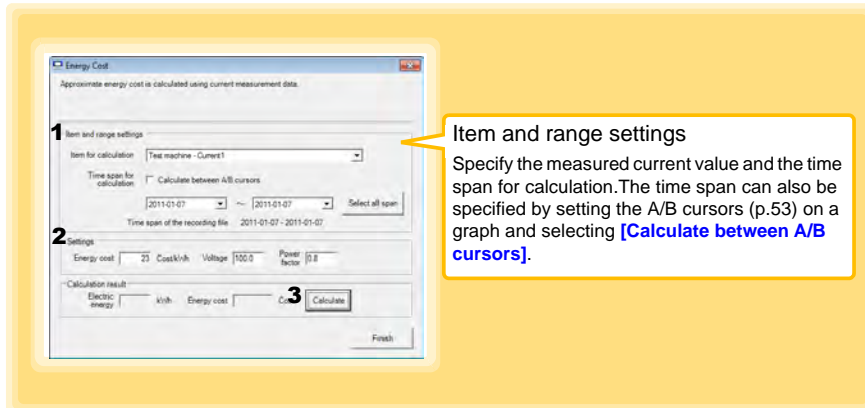 Energy Cost
Approximate energy cost is calculated using current measurement data.
1 Item and range settings
Item for calculation Test machine - Current1
Time span for calculation Calculate between A/B cursors
2011-01-07 ~ 2011-01-07 Select all span
Time span of the recording file 2011-01-07 - 2011-01-07
2 Settings
Energy cost 23 Cost/kWh Voltage 100.0 Power factor 0.8
Calculation result
Electric energy kWh Energy cost 3 Calculate
Finish
Item and range settings
Specify the measured current value and the time
span for calculation.The time span can also be
specified by setting the A/B cursors (p.53) on a
graph and selecting [Calculate between A/B
cursors].